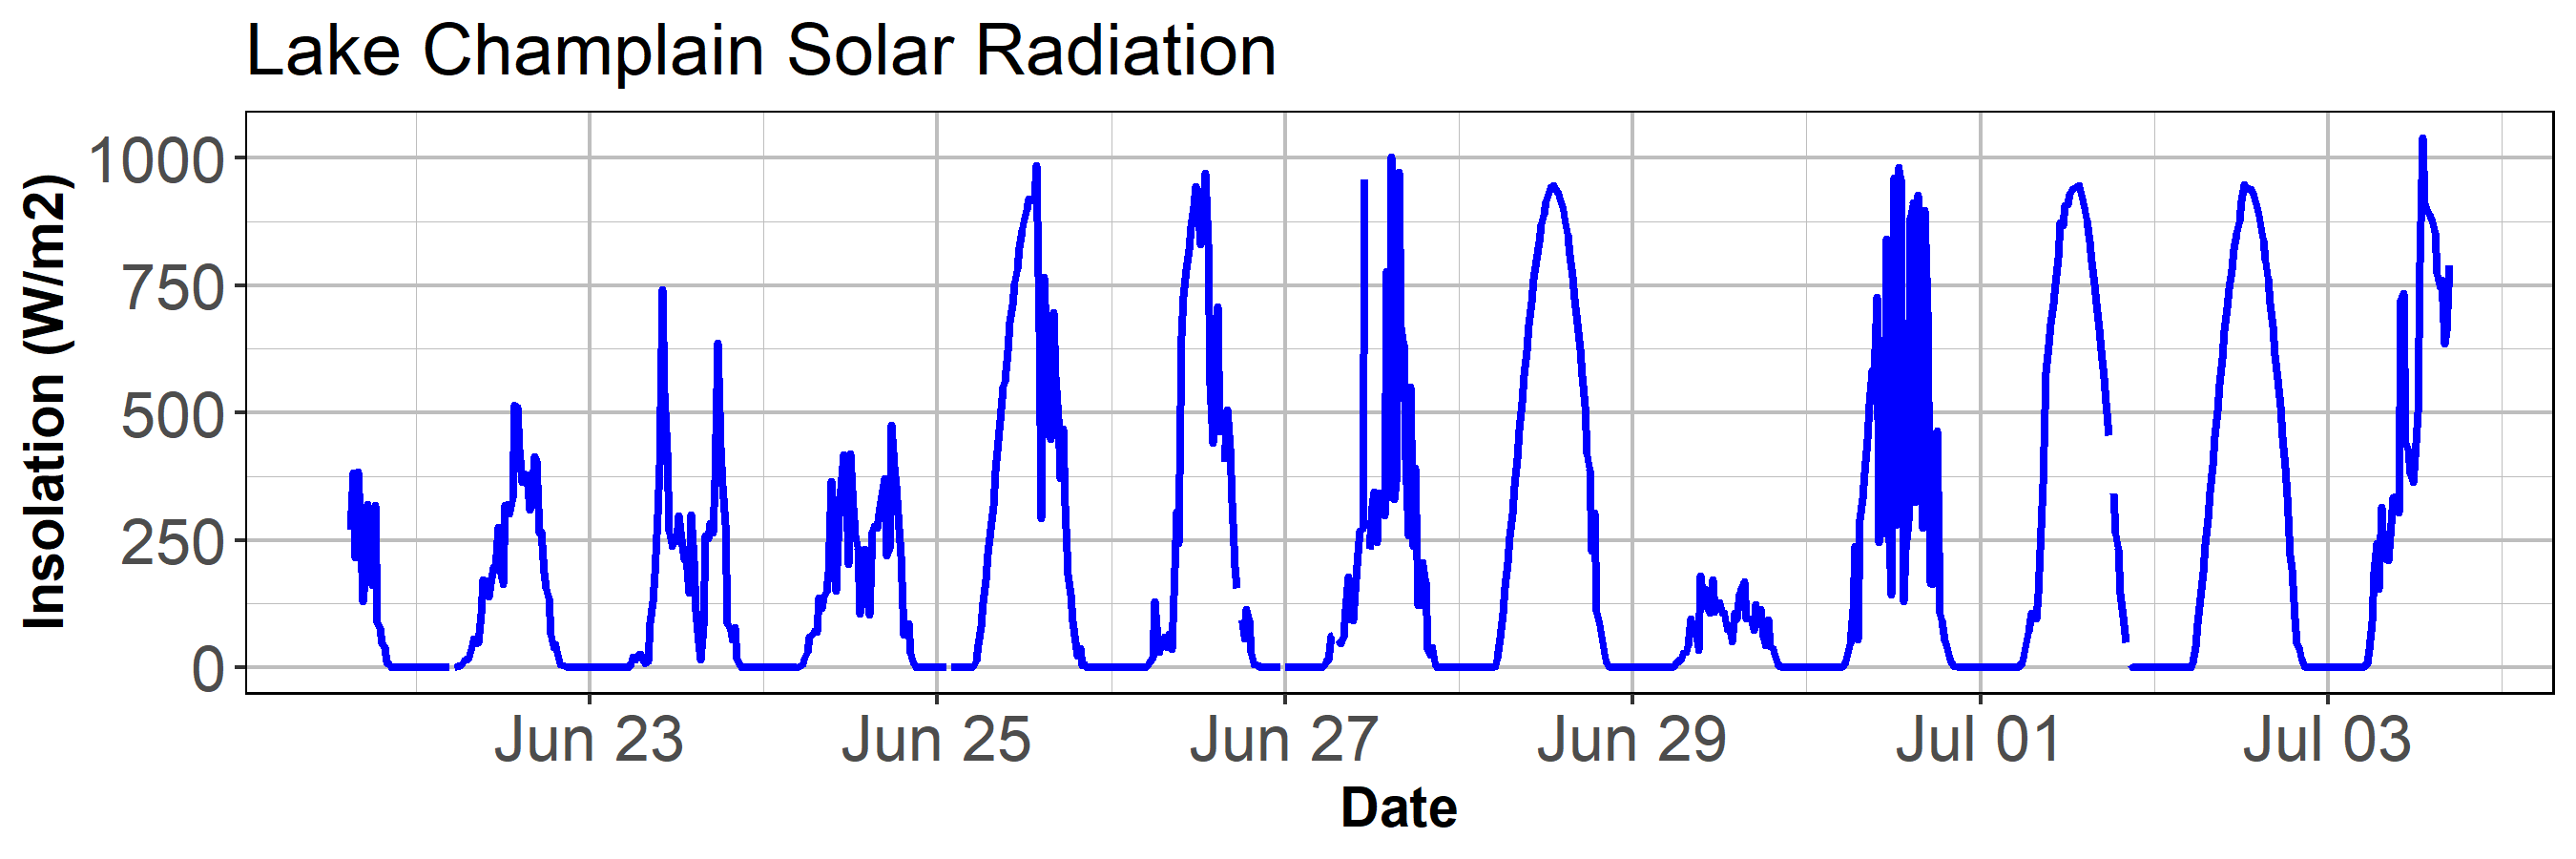 Lake Champlain Solar Radiation
Insolation (W/m2)
1000
750
500
250
0
Jun 23 Jun 25 Jun 27 Jun 29 Jul 01 Jul 03
Date